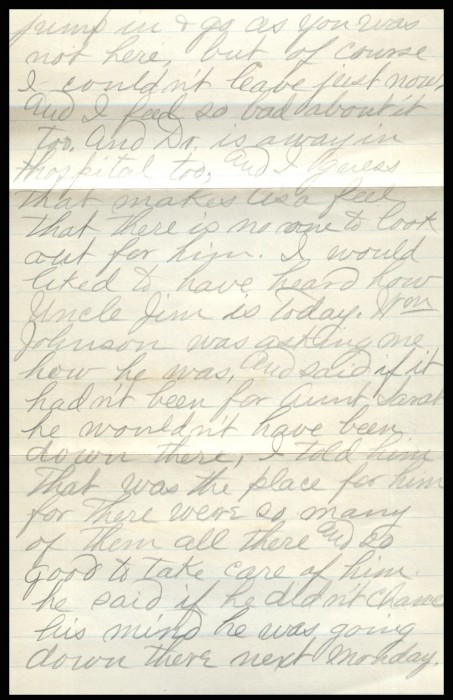 jump in & go as you was
not here, but of course
I couldn't leave just now,
And I feel so bad about it
too. And Dr. is away in
Hospital too, And I guess
that makes us feel
that there is no one to look
out for him. I would
liked to have heard how
Uncle Jim is today. Wm
Johnson was asking me
how he was, And said if it
hadn't been for Aunt Sarah
he wouldn't have been
down there, I told him
that was the place for him
for there were so many
of them all there and so
good to take care of him.
he said if he didn't change
his mind he was going
down there next Monday.